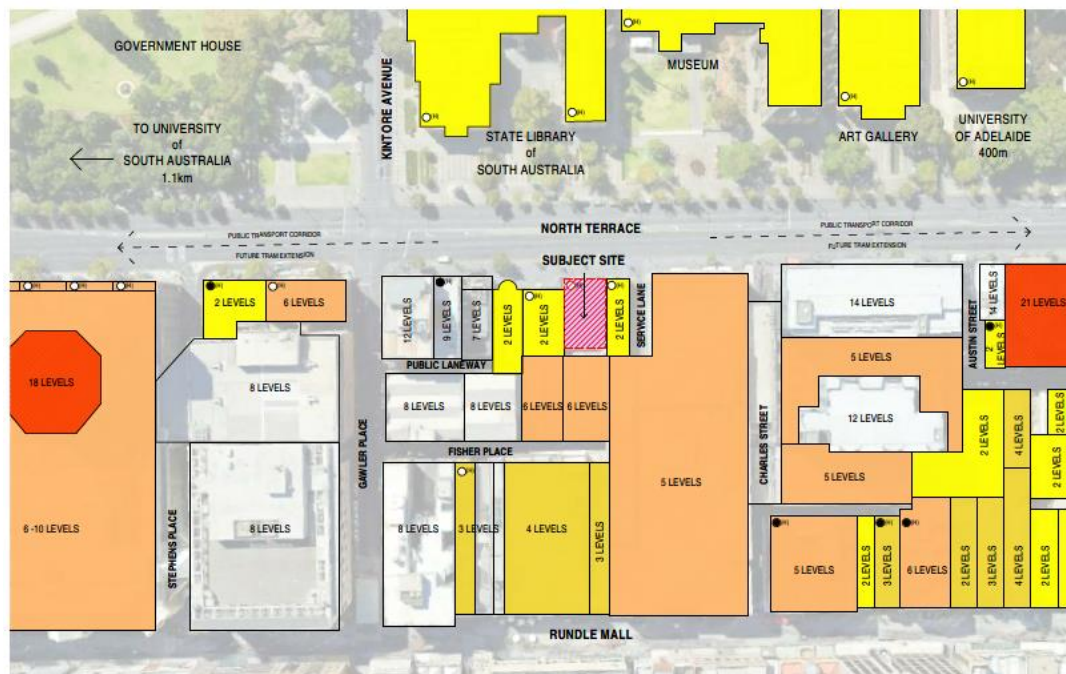 GOVERNMENT HOUSE
TO UNIVERSITY
of
SOUTH AUSTRALIA
1.1km
KINTORE AVENUE
(H)
(H)
STATE LIBRARY
of
SOUTH AUSTRALIA
(H)
MUSEUM
(H)
ART GALLERY
(H)
UNIVERSITY
OF ADELAIDE
400m
PUBLIC TRANSPORT CORRIDOR
FUTURE TRAM EXTENSION
NORTH TERRACE
PUBLIC TRANSPORT CORRIDOR
FUTURE TRAM EXTENSION
SUBJECT SITE
(H)
(H)
(H)
(H)
2 LEVELS
(H)
6 LEVELS
12 LEVELS
(H)
9 LEVELS
7 LEVELS
2 LEVELS
(H)
2 LEVELS
(H)
(H)
2 LEVELS
SERVICE LANE
14 LEVELS
AUSTIN STREET
14 LEVELS
21 LEVELS
(H)
2 LEVELS
18 LEVELS
8 LEVELS
PUBLIC LANEWAY
8 LEVELS
8 LEVELS
6 LEVELS
6 LEVELS
5 LEVELS
12 LEVELS
2 LEVELS
4 LEVELS
2 LEVELS
2 LEVELS
GAWLER PLACE
FISHER PLACE
CHARLES STREET
5 LEVELS
6 -10 LEVELS
STEPHENS PLACE
8 LEVELS
8 LEVELS
(H)
3 LEVELS
4 LEVELS
3 LEVELS
5 LEVELS
(H)
5 LEVELS
2 LEVELS
(H)
3 LEVELS
(H)
6 LEVELS
2 LEVELS
3 LEVELS
4 LEVELS
2 LEVELS
RUNDLE MALL